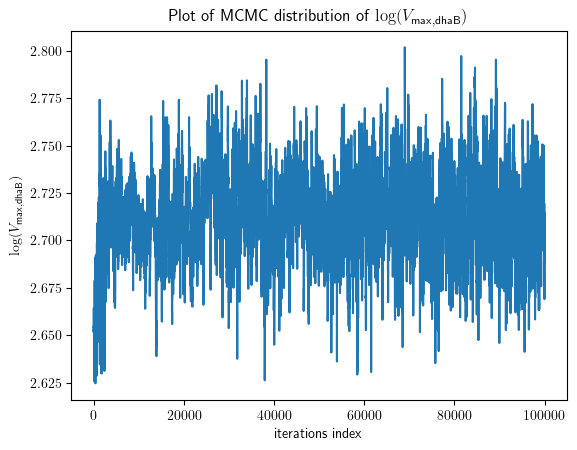 Plot of MCMC distribution of log(V_max,dhaB)
log(V_max,dhaB)
2.800
2.775
2.750
2.725
2.700
2.675
2.650
2.625
0 20000 40000 60000 80000 100000
iterations index